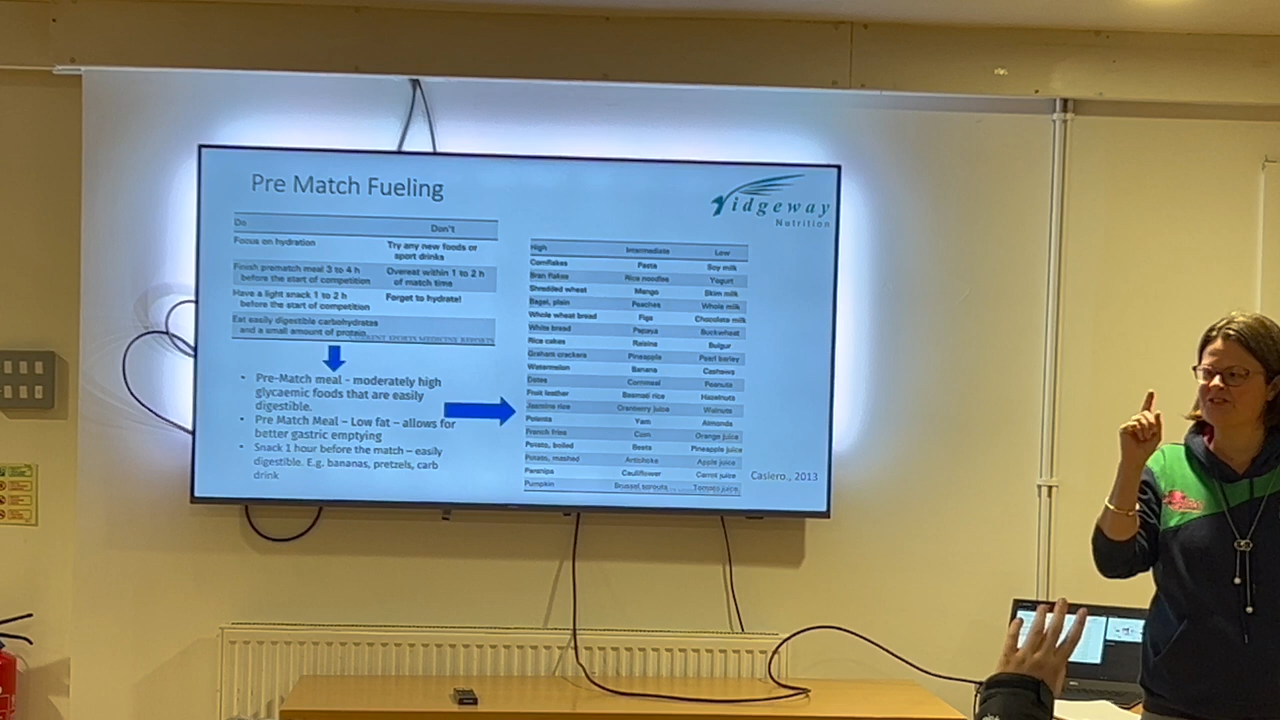 Pre Match Fueling
idgeway
Nutrition
Do Don't
Focus on hydration Try any new foods or
sport drinks
Finish prematch meal 3 to 4 h Overeat within 1 to 2 h
before the start of competition of match time
Have a light snack 1 to 2 h Forget to hydrate!
before the start of competition
Eat easily digestible carbohydrates
and a small amount of protein
CURRENT SPORTS MEDICINE REPORTS
• Pre-Match meal - moderately high
glycaemic foods that are easily
digestible.
• Pre Match Meal – Low fat – allows for
better gastric emptying
• Snack 1 hour before the match – easily
digestible. E.g. bananas, pretzels, carb
drink
High Intermediate Low
Cornflakes Pasta Soy milk
Bran flakes Rice noodles Yogurt
Shredded wheat Mango Skim milk
Bagel, plain Peaches Whole milk
Whole wheat bread Figs Chocolate milk
White bread Papaya Buckwheat
Rice cakes Raisins Bulgur
Graham crackers Pineapple Pearl barley
Watermelon Banana Cashews
Dates Cornmeal Peanuts
Fruit leather Basmati rice Hazelnuts
Jasmine rice Cranberry juice Walnuts
Polenta Yam Almonds
French fries Corn Orange juice
Potato, boiled Beets Pineapple juice
Potato, mashed Artichoke Apple juice
Parsnips Cauliflower Carrot juice
Pumpkin Brussel sprouts Tomato juice
Casiero., 2013